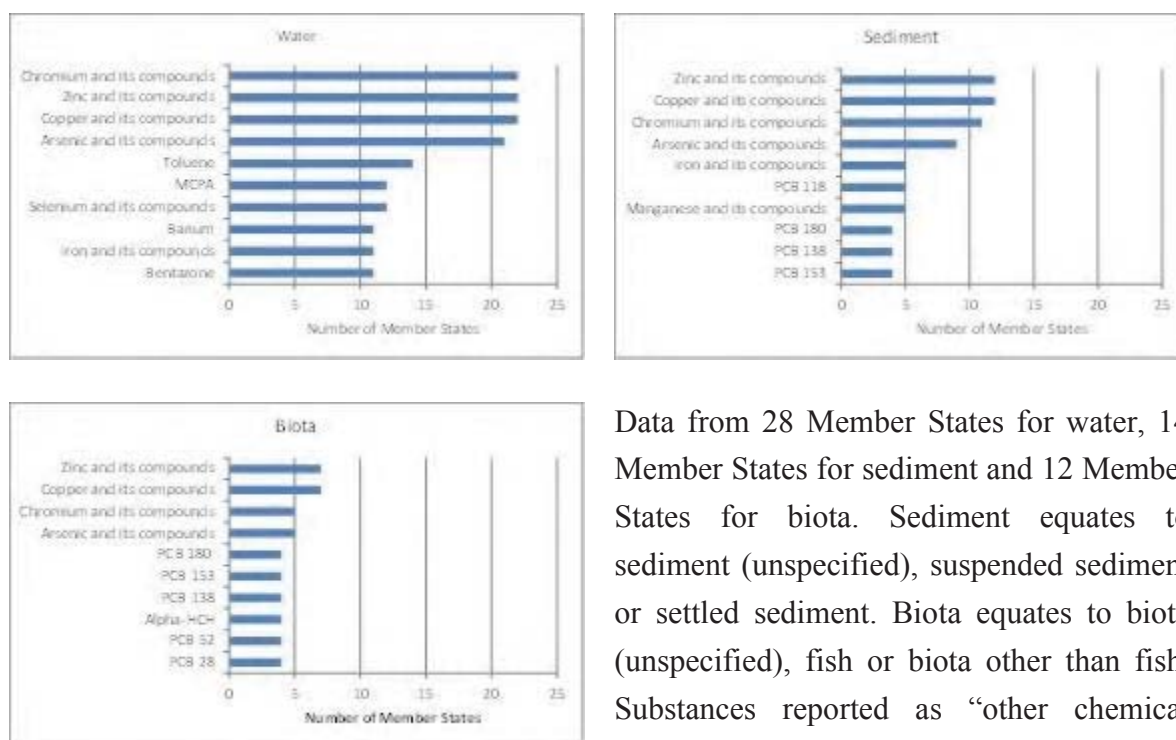 Water
Chromium and its compounds
Zinc and its compounds
Copper and its compounds
Arsenic and its compounds
Toluene
MCPA
Selenium and its compounds
Barium
Iron and its compounds
Bentazone
0 5 10 15 20 25
Number of Member States
Sediment
Zinc and its compounds
Copper and its compounds
Chromium and its compounds
Arsenic and its compounds
Iron and its compounds
PCB 118
Manganese and its compounds
PCB 180
PCB 138
PCB 153
0 5 10 15 20 25
Number of Member States
Biota
Zinc and its compounds
Copper and its compounds
Chromium and its compounds
Arsenic and its compounds
PCB 180
PCB 153
PCB 138
Alpha-HCH
PCB 52
PCB 28
0 5 10 15 20 25
Number of Member States
Data from 28 Member States for water, 14
Member States for sediment and 12 Member
States for biota. Sediment equates t
sediment (unspecified), suspended sedimen
or settled sediment. Biota equates to biot
(unspecified), fish or biota other than fish
Substances reported as “other chemica